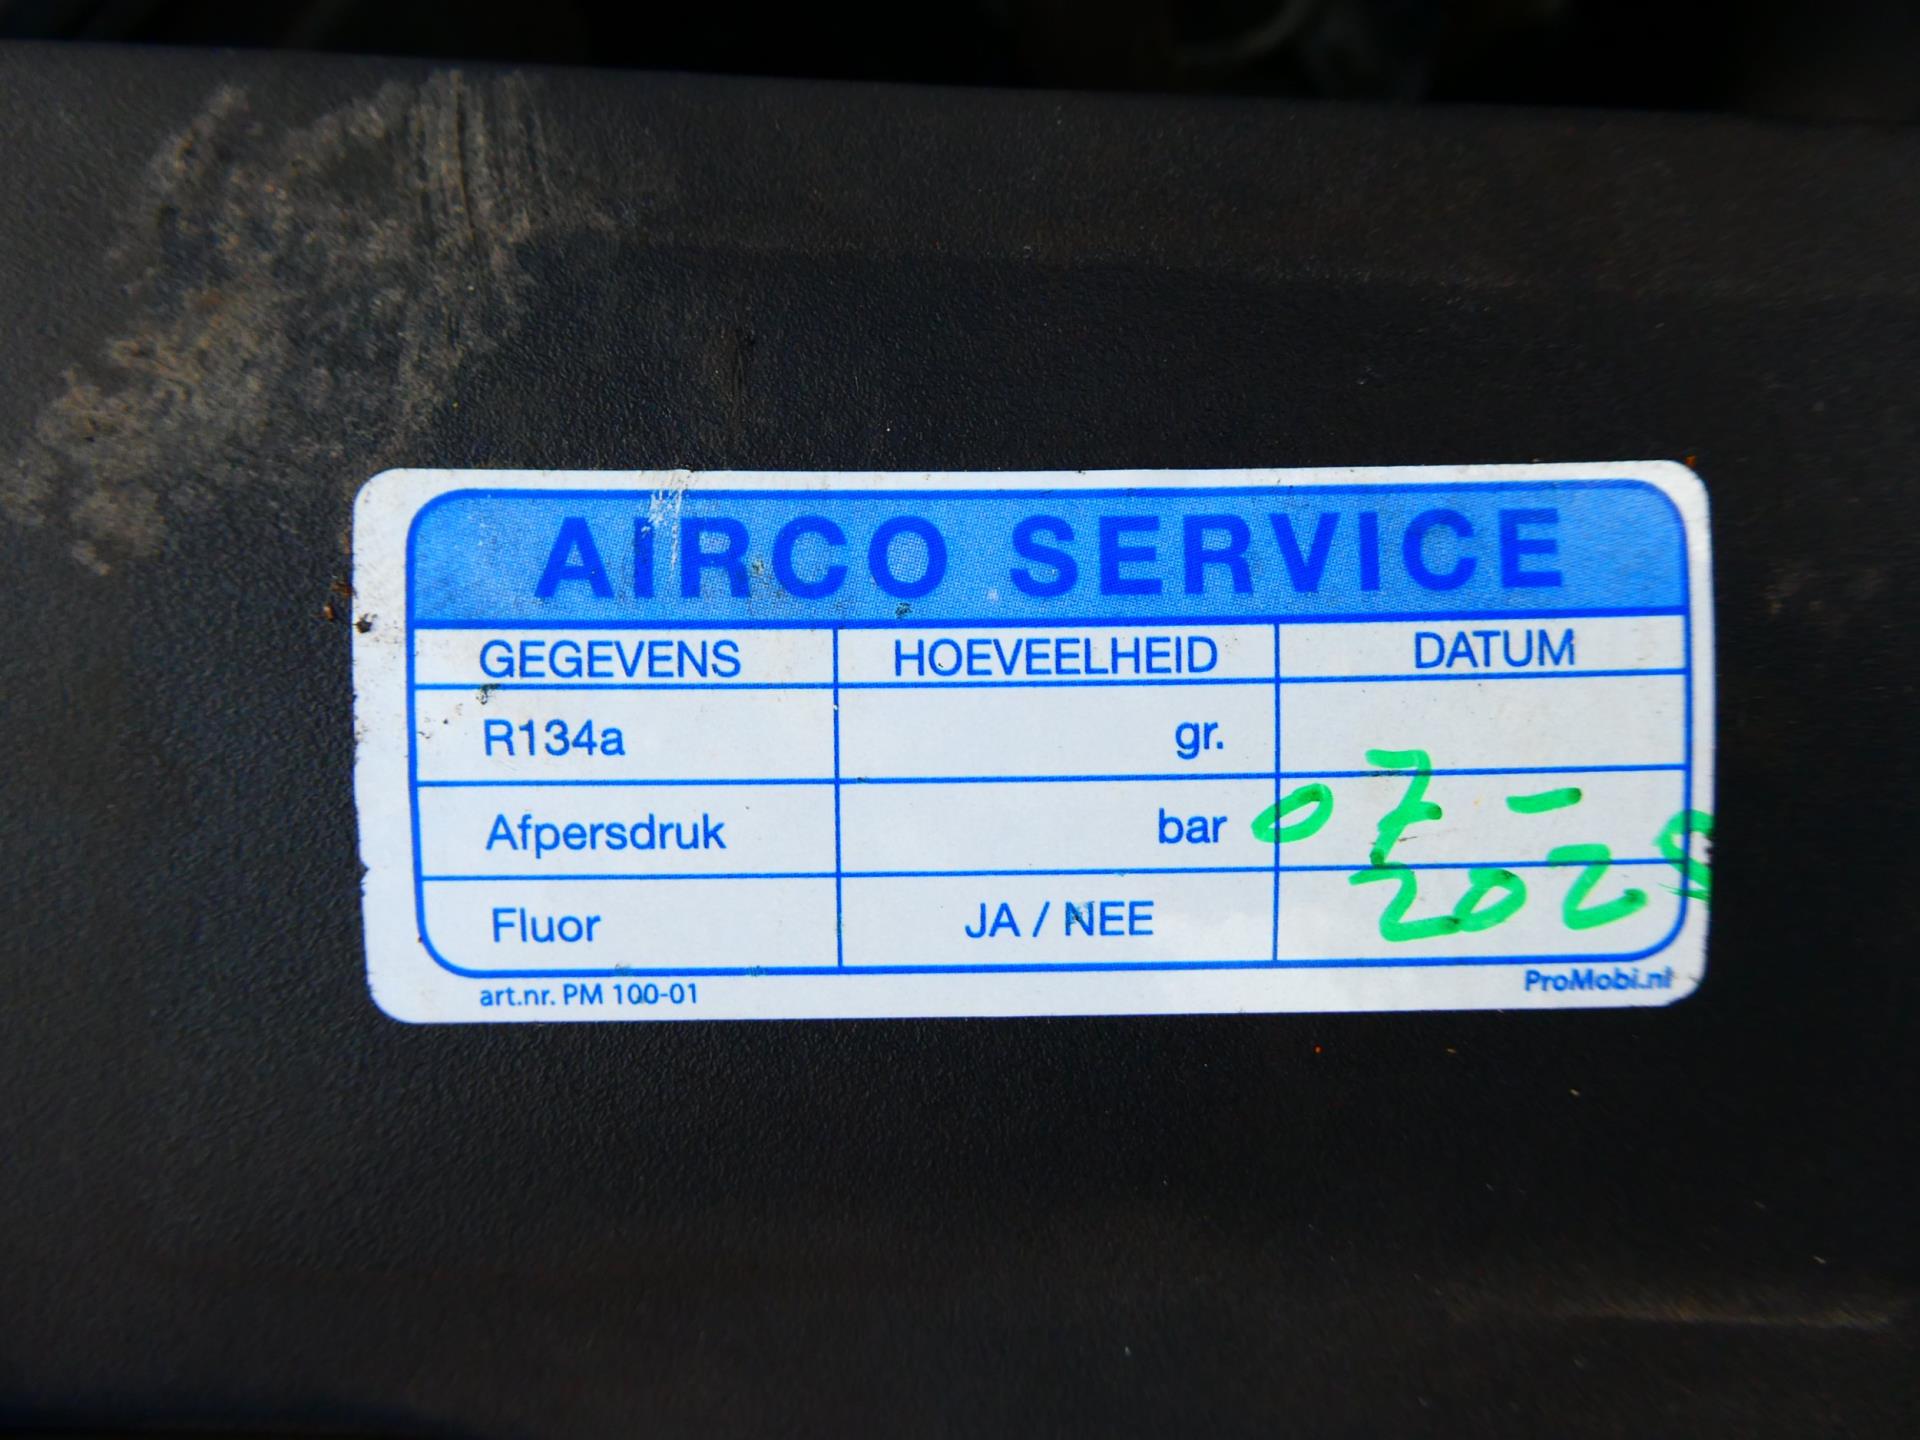 AIRCO SERVICE
GEGEVENS HOEVEELHEID DATUM
R134a gr.
Afpersdruk bar 07 -
Fluor JA / NEE
art.nr. PM 100-01 ProMobi.nl